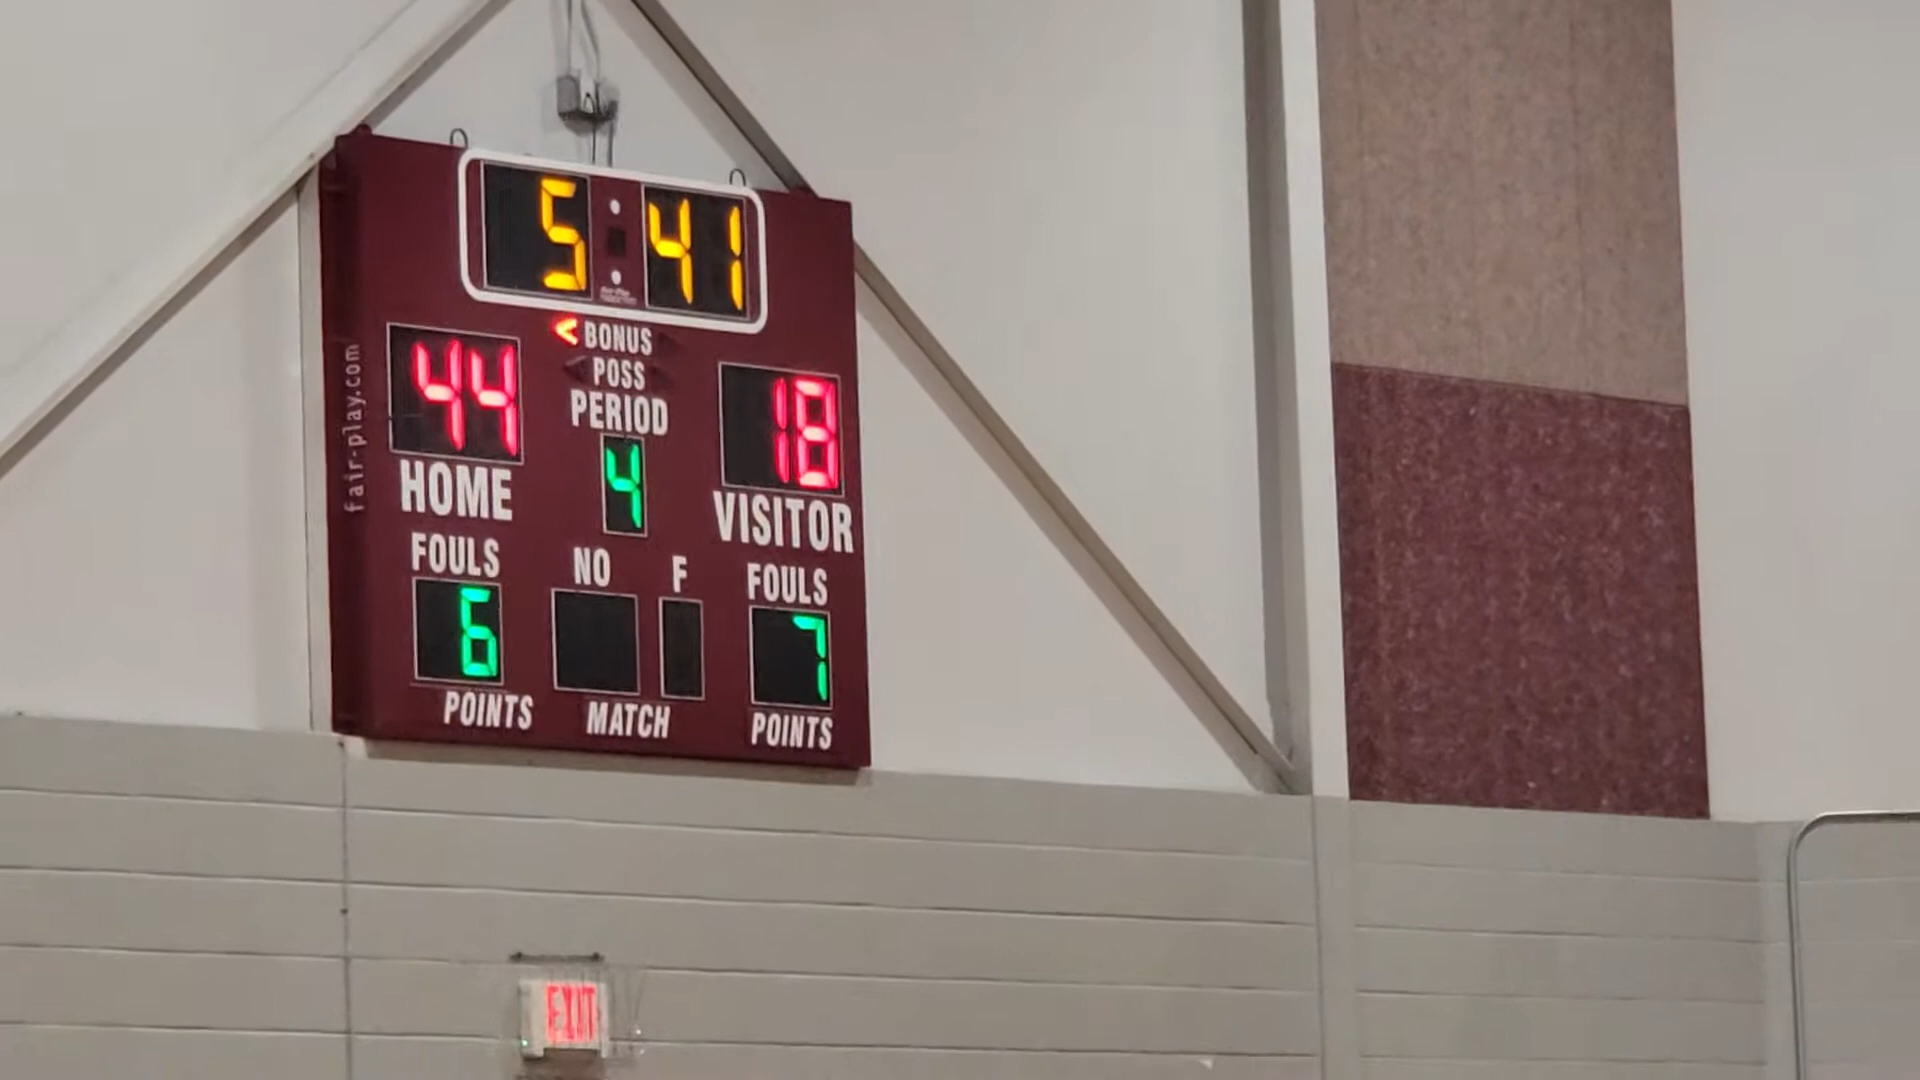 5:41
< BONUS
POSS
44 PERIOD 18
4
HOME VISITOR
FOULS NO F FOULS
6 7
POINTS MATCH POINTS
fair-play.com
EXIT